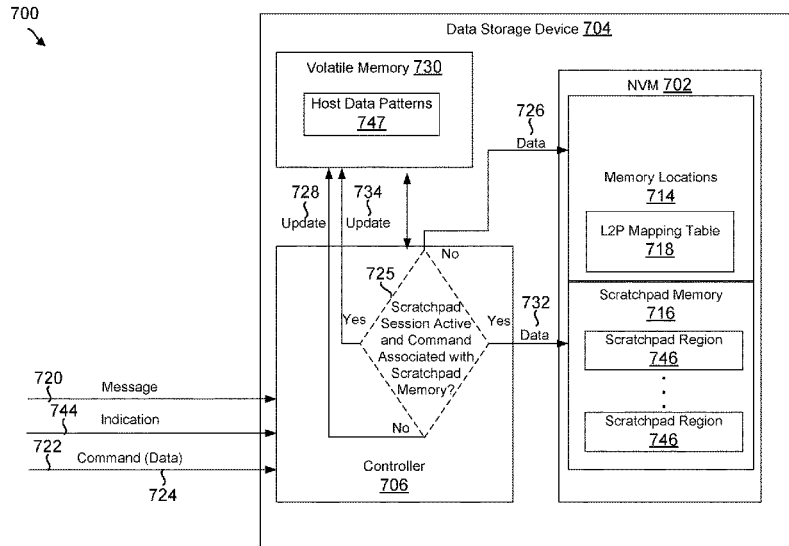 700
Data Storage Device 704
Volatile Memory 730
Host Data Patterns
747
NVM 702
726
Data
Memory Locations
714
L2P Mapping Table
718
728
Update
734
Update
No
725
Scratchpad
Session Active
and Command
Associated with
Scratchpad
Memory?
Yes
Yes
732
Data
No
Scratchpad Memory
716
Scratchpad Region
746
Scratchpad Region
746
Message
720
744
Indication
722
Command (Data)
724
Controller
706